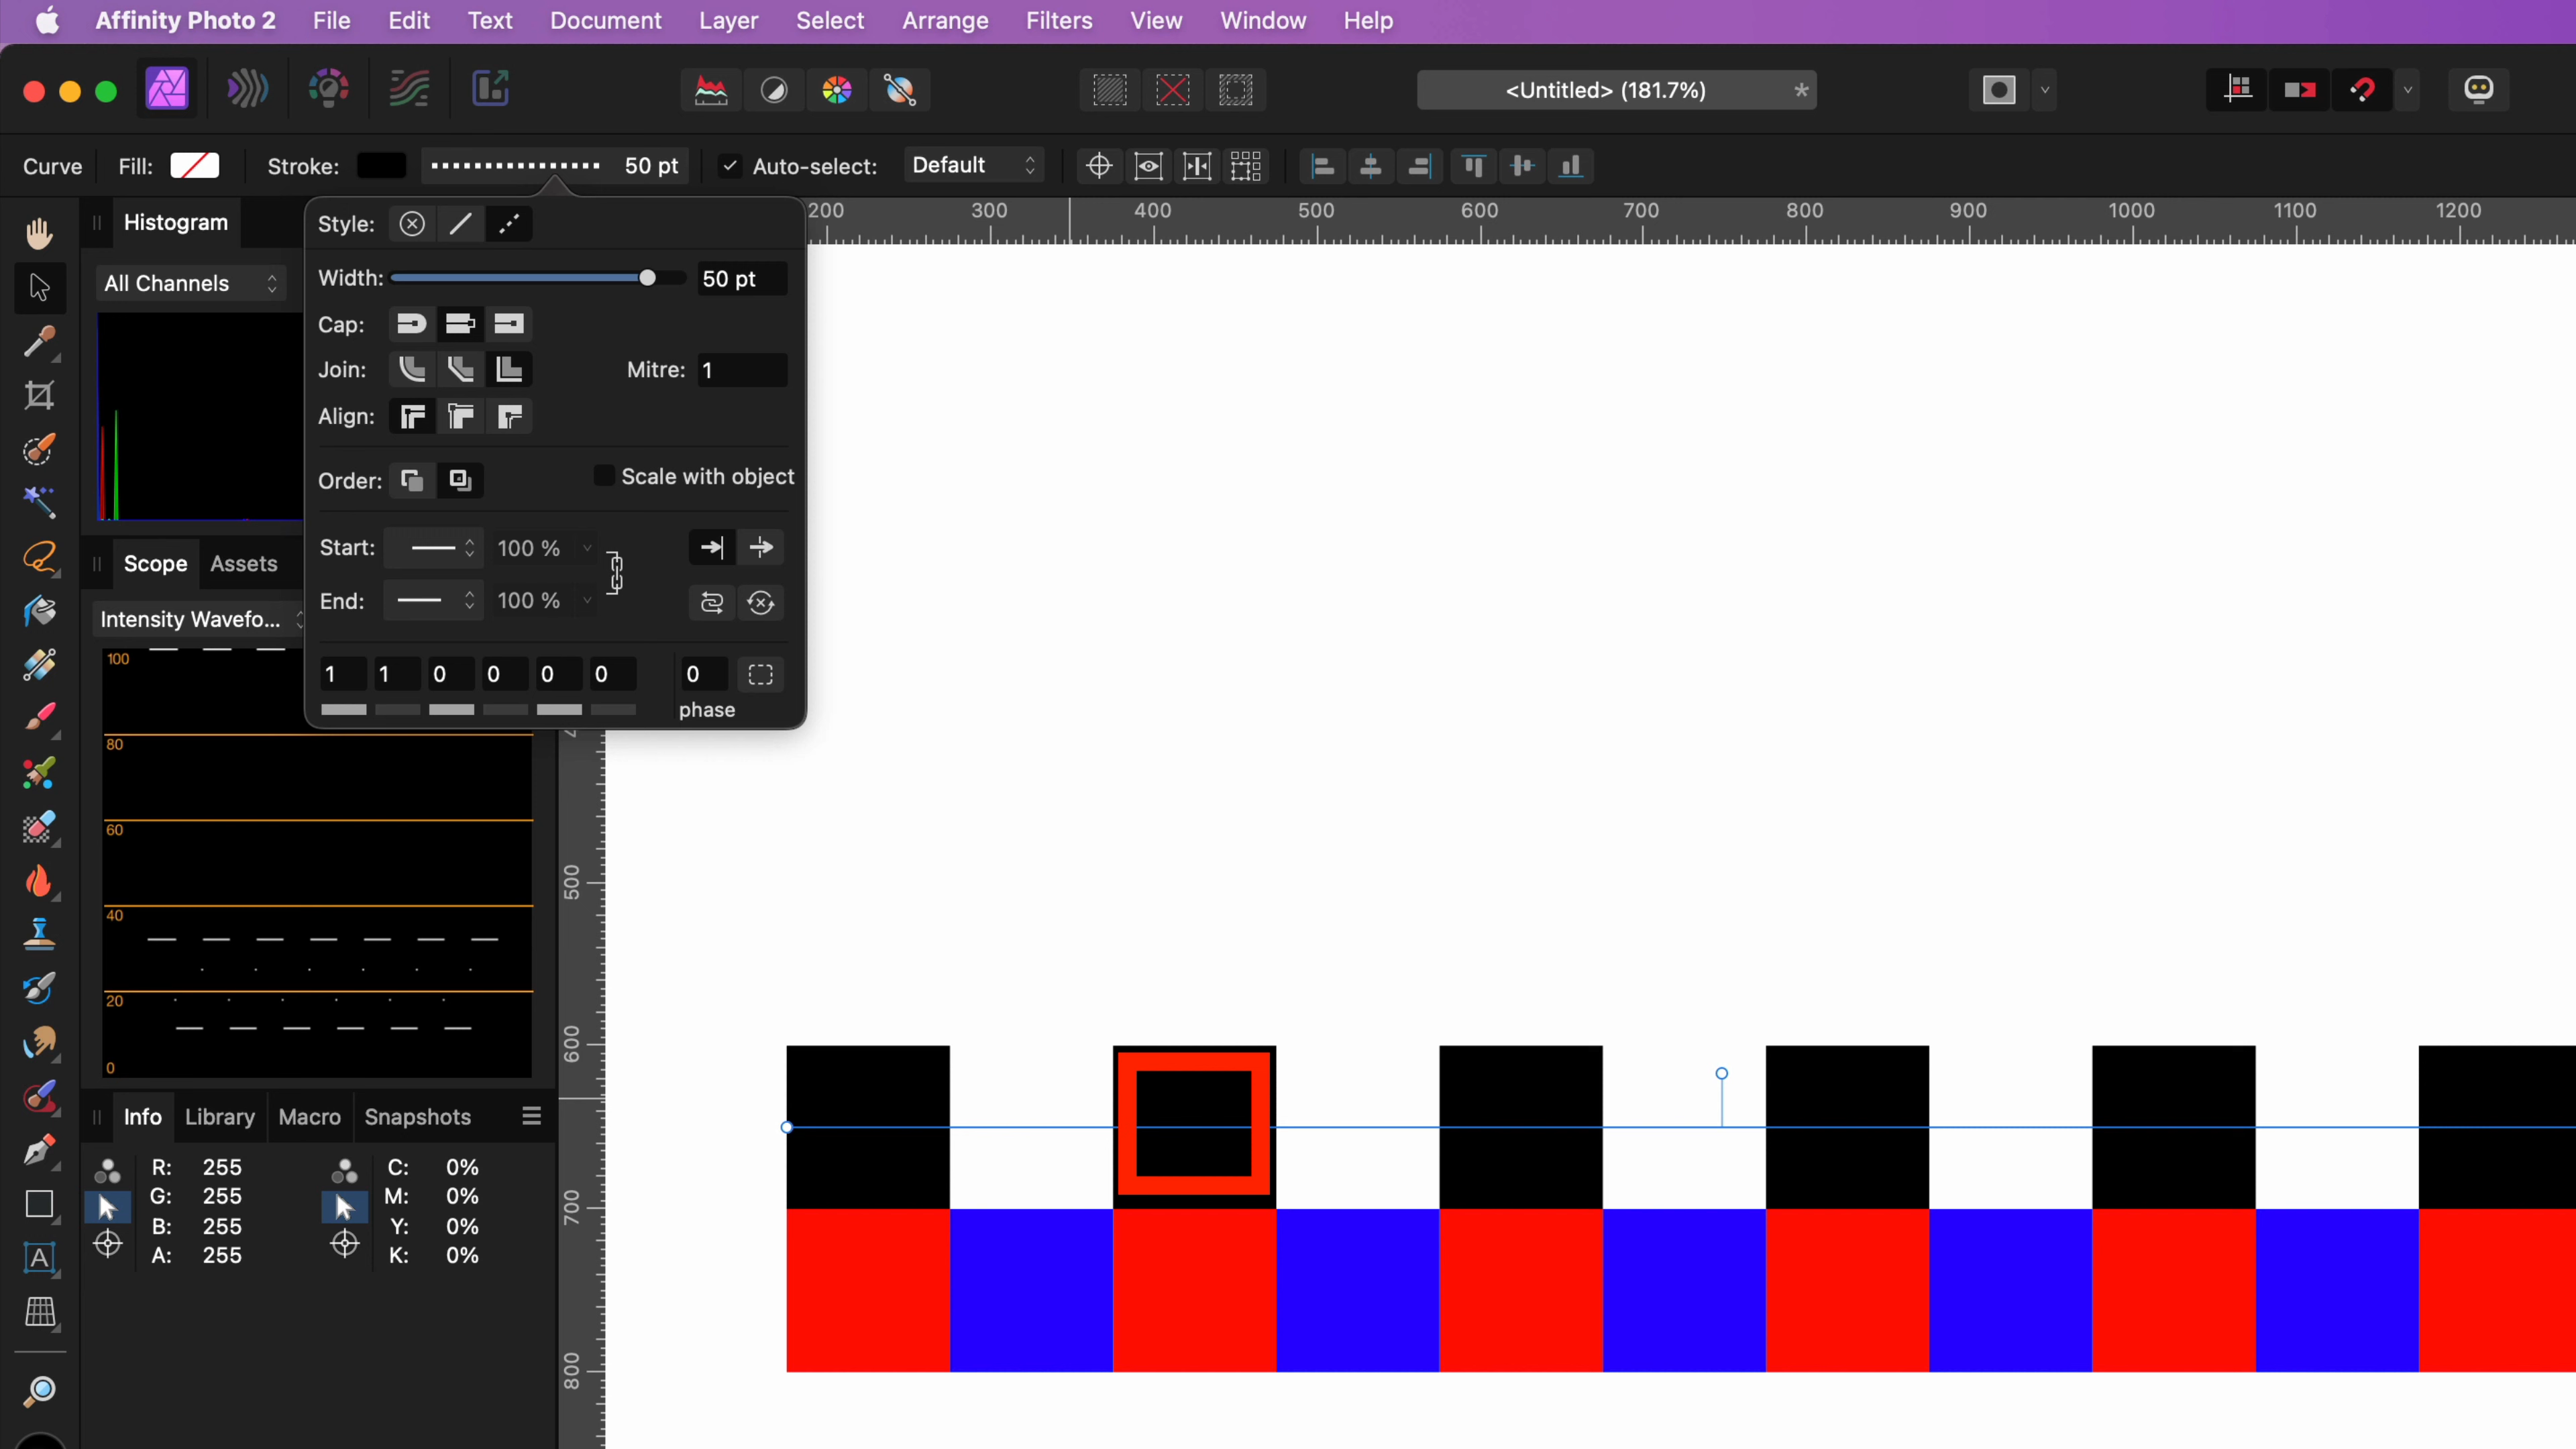 Affinity Photo 2 File Edit Text Document Layer Select Arrange Filters View Window Help
<Untitled> (181.7%) *
Curve Fill: Stroke: 50 pt Auto-select: Default
Histogram
All Channels
Style:
Width: 50 pt
Cap:
Join: Mitre: 1
Align:
Order: Scale with object
Start: 100 %
End: 100 %
1 1 0 0 0 0 0
phase
200 300 400 500 600 700 800 900 1000 1100 1200
Scope Assets
Intensity Wavefo...
100
80
60
40
20
0
500
600
700
800
Info Library Macro Snapshots
R: 255 C: 0%
G: 255 M: 0%
B: 255 Y: 0%
A: 255 K: 0%
A